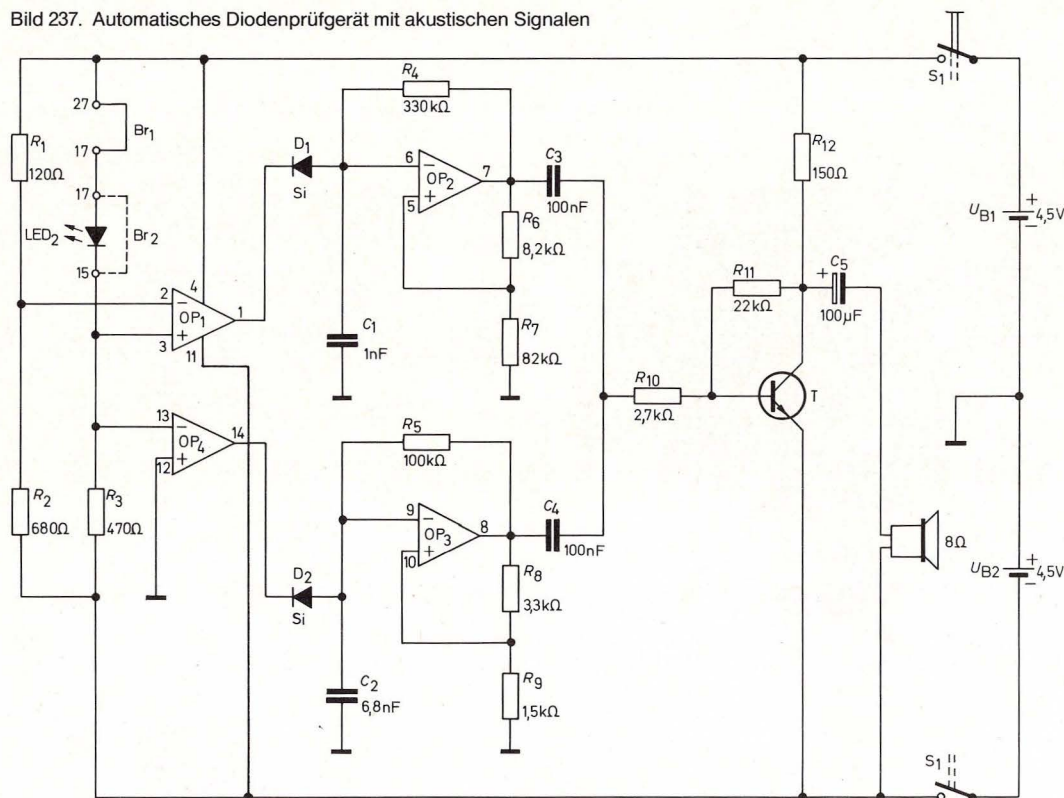 Bild 237. Automatisches Diodenprüfgerät mit akustischen Signalen
S1
R4
330kΩ
27
Br1
17
R1
120Ω
17
LED2
Br2
15
D1
Si
6
−
OP2
7
5
+
C3
100nF
R6
8,2kΩ
R12
150Ω
UB1
+
−
4,5V
4
2
−
OP1
1
3
+
11
C1
1nF
R7
82kΩ
R11
22kΩ
+
C5
100µF
R10
2,7kΩ
T
13
−
OP4
14
12
+
R5
100kΩ
R2
680Ω
R3
470Ω
9
−
OP3
8
10
+
C4
100nF
8Ω
UB2
+
−
4,5V
D2
Si
R8
3,3kΩ
C2
6,8nF
R9
1,5kΩ
S1